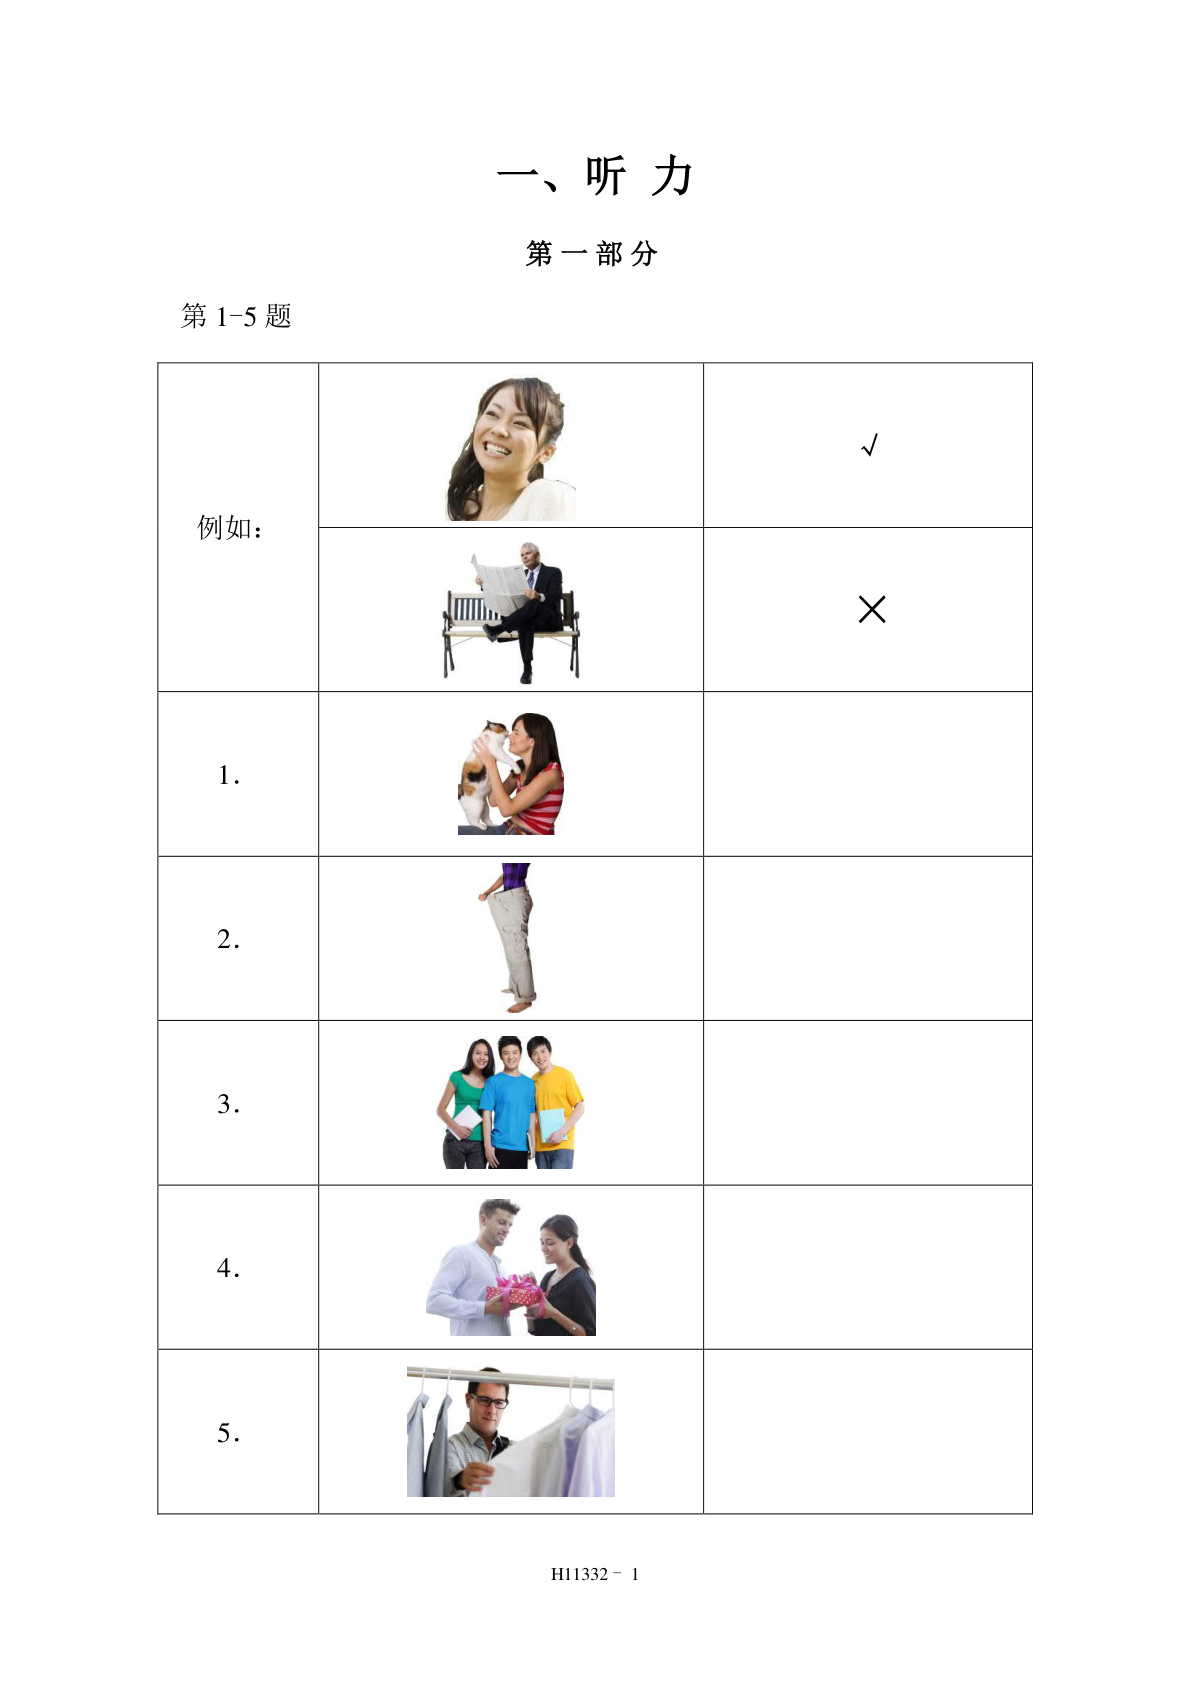 一、听 力
第 一 部 分
第 1-5 题
例如：
√
×
1．
2．
3．
4．
5．
H11332﹣ 1